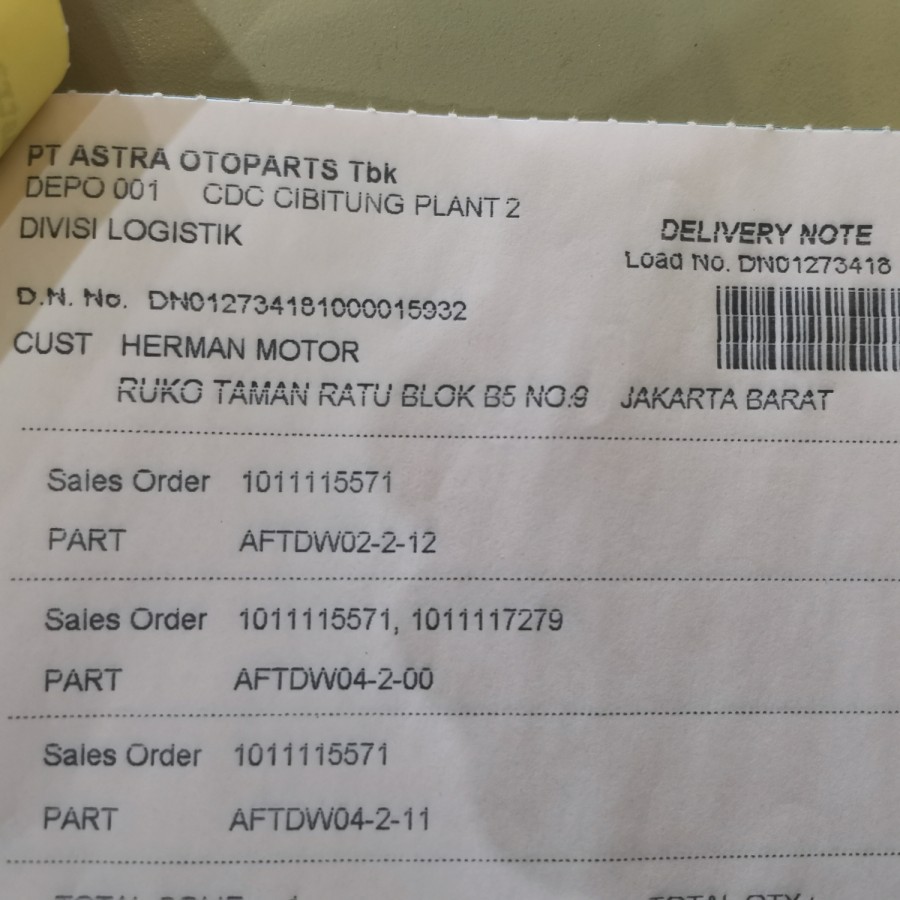 PT ASTRA OTOPARTS Tbk
DEPO 001 CDC CIBITUNG PLANT 2
DIVISI LOGISTIK
DELIVERY NOTE
Load No. DN01273418
D.N. No. DN012734181000015932
CUST HERMAN MOTOR
RUKO TAMAN RATU BLOK B5 NO.9 JAKARTA BARAT
Sales Order 1011115571
PART AFTDW02-2-12
Sales Order 1011115571, 1011117279
PART AFTDW04-2-00
Sales Order 1011115571
PART AFTDW04-2-11